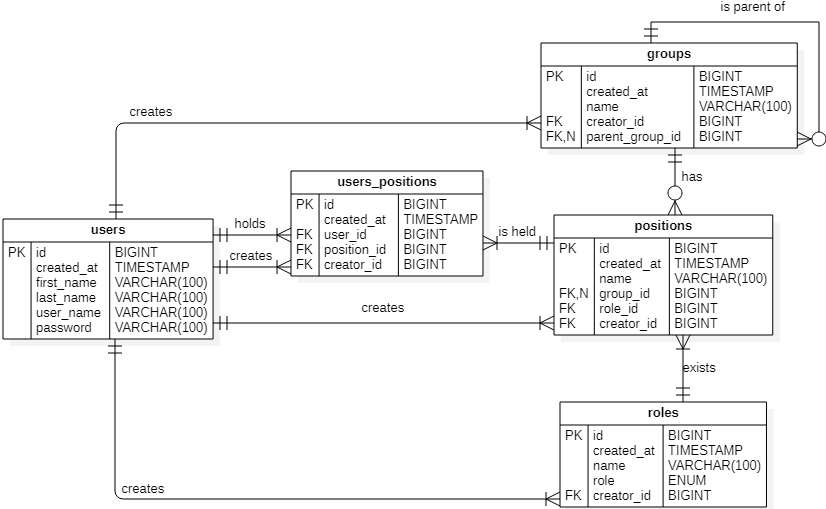 is parent of
groups
PK id BIGINT
created_at TIMESTAMP
name VARCHAR(100)
FK creator_id BIGINT
FK,N parent_group_id BIGINT
creates
has
users_positions
PK id BIGINT
created_at TIMESTAMP
FK user_id BIGINT
FK position_id BIGINT
FK creator_id BIGINT
holds
creates
is held
users
PK id BIGINT
created_at TIMESTAMP
first_name VARCHAR(100)
last_name VARCHAR(100)
user_name VARCHAR(100)
password VARCHAR(100)
positions
PK id BIGINT
created_at TIMESTAMP
name VARCHAR(100)
FK,N group_id BIGINT
FK role_id BIGINT
FK creator_id BIGINT
creates
exists
roles
PK id BIGINT
created_at TIMESTAMP
name VARCHAR(100)
role ENUM
FK creator_id BIGINT
creates